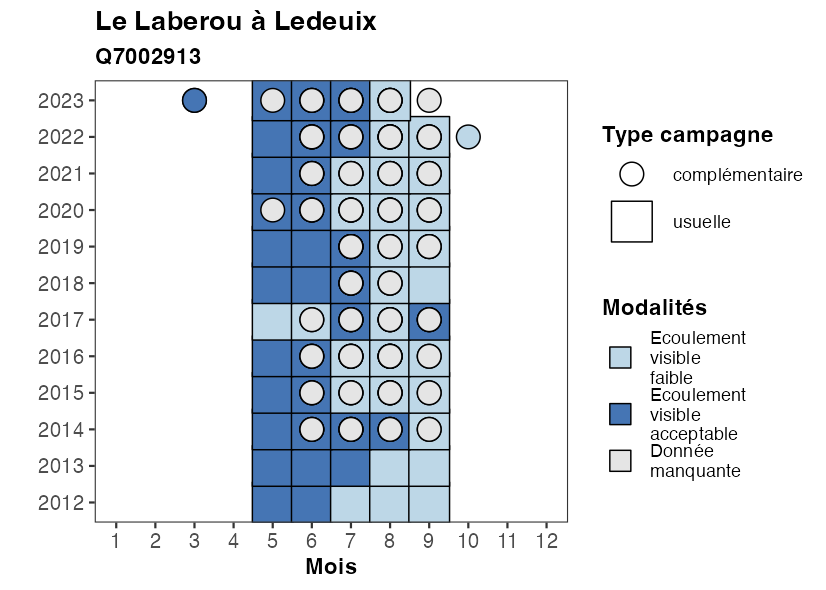 Le Laberou à Ledeuix
Q7002913
2023
2022
2021
2020
2019
2018
2017
2016
2015
2014
2013
2012
1 2 3 4 5 6 7 8 9 10 11 12
Mois
Type campagne
complémentaire
usuelle
Modalités
Ecoulement
visible
faible
Ecoulement
visible
acceptable
Donnée
manquante